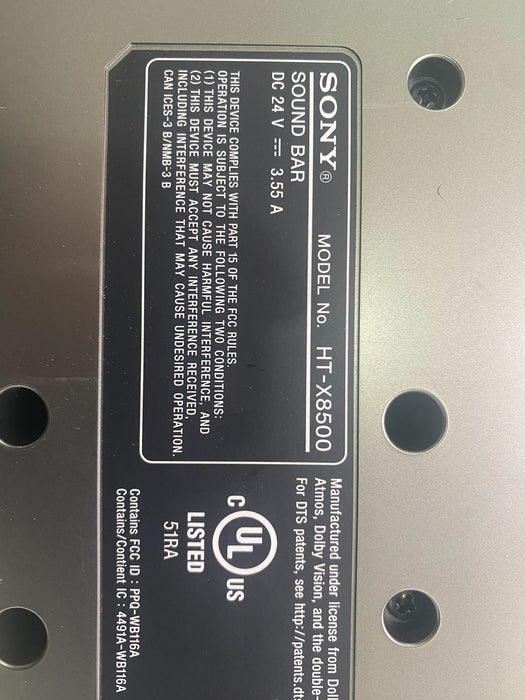 SONY® MODEL No. HT-X8500
SOUND BAR
DC 24 V ⎓ 3.55 A
THIS DEVICE COMPLIES WITH PART 15 OF THE FCC RULES.
OPERATION IS SUBJECT TO THE FOLLOWING TWO CONDITIONS:
(1) THIS DEVICE MAY NOT CAUSE HARMFUL INTERFERENCE, AND
(2) THIS DEVICE MUST ACCEPT ANY INTERFERENCE RECEIVED,
INCLUDING INTERFERENCE THAT MAY CAUSE UNDESIRED OPERATION.
CAN ICES-3 B/NMB-3 B
Manufactured under license from
Atmos, Dolby Vision, and the double-
For DTS patents, see http://patents.dt
C UL US
LISTED
51RA
Contains FCC ID : PPQ-WB116A
Contains/Contient IC : 4491A-WB116A